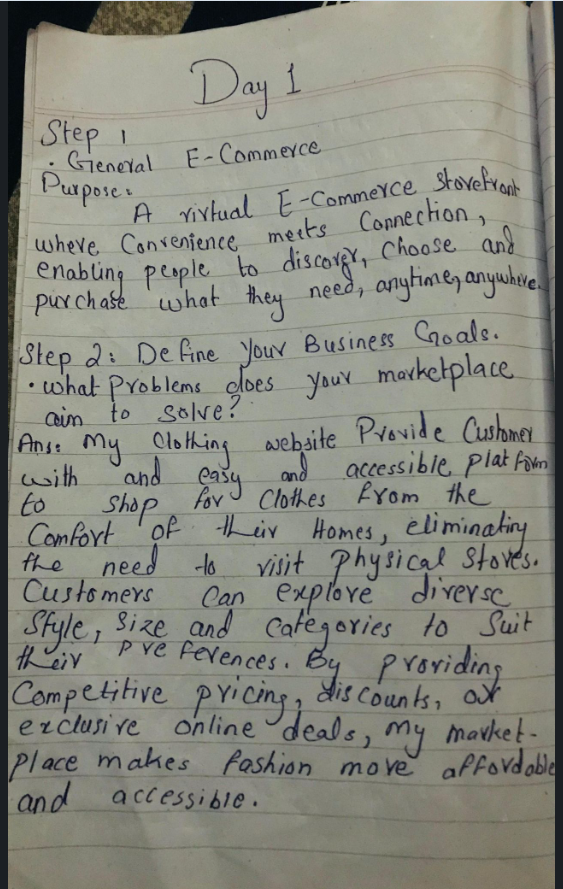 Day 1
Step 1
• General E-Commerce
Purpose:
A virtual E-Commerce Storefront
where Convenience meets Connection,
enabling people to discover, Choose and
purchase what they need, anytime, anywhere.
Step 2: Define Your Business Goals.
• what Problems does your marketplace
aim to solve?
Ans: My Clothing website Provide Customer
with and easy and accessible platform
to shop for Clothes from the
Comfort of their Homes, eliminating
the need to visit physical Stores.
Customers can explore diverse
Style, Size and categories to Suit
their preferences. By providing
Competitive pricing, discounts, or
exclusive online deals, my market-
place makes fashion more affordable
and accessible.